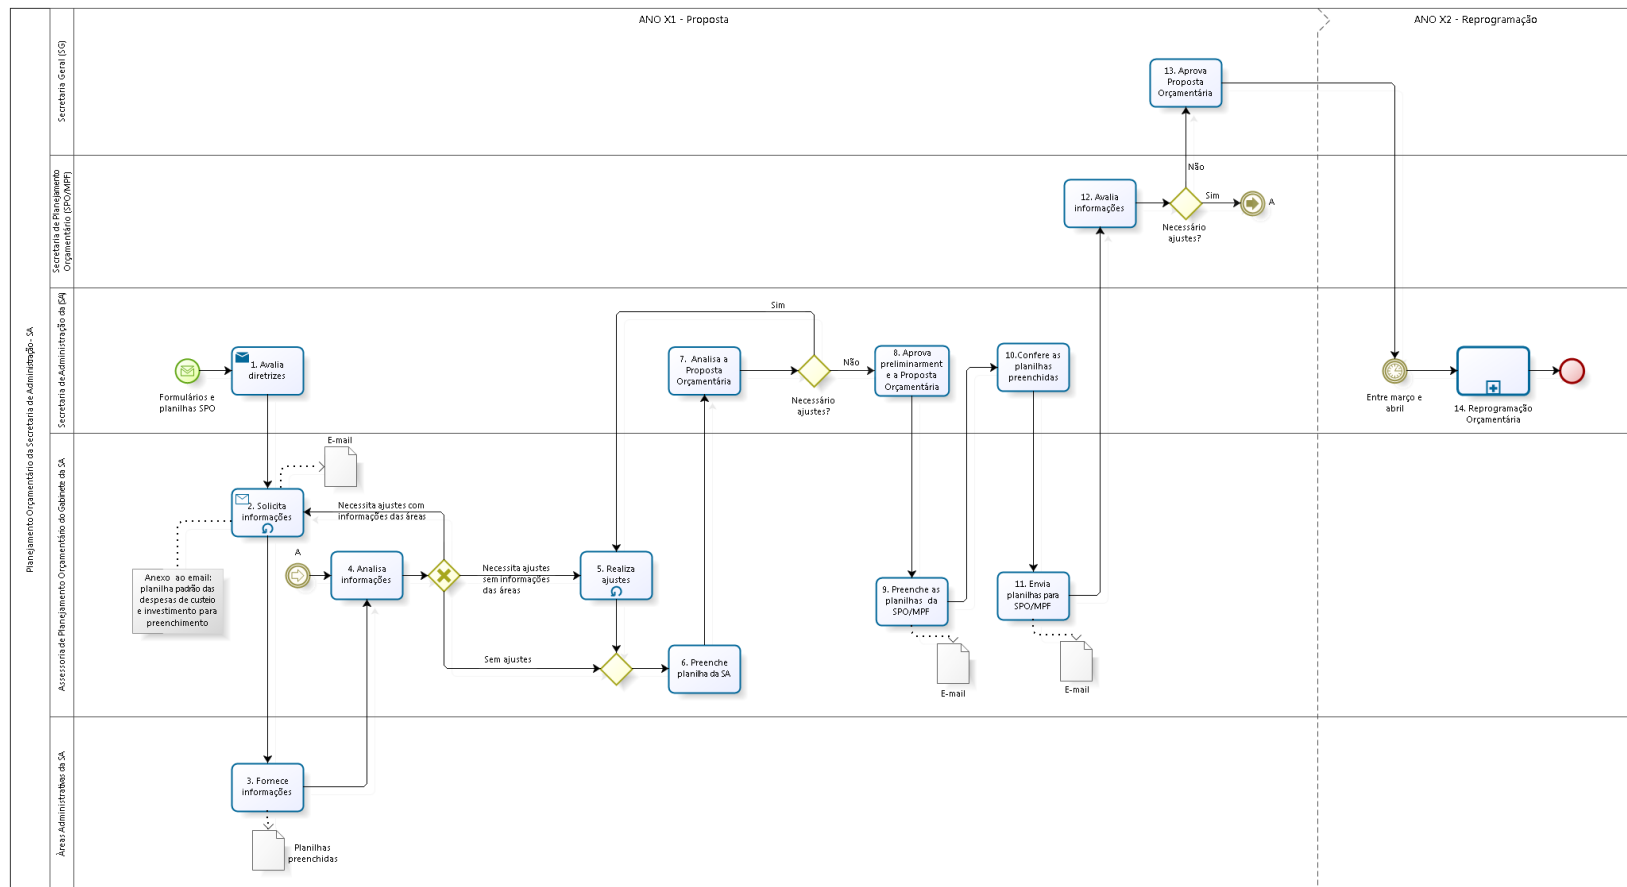 ANO X1 - Proposta
ANO X2 - Reprogramação
Planejamento Orçamentário da Secretaria de Administração - SA
Secretaria Geral (SG)
13. Aprova
Proposta
Orçamentária
Secretaria de Planejamento
Orçamentário (SPO/MPF)
12. Avalia
informações
Não
Sim
A
Necessário
ajustes?
Secretaria de Administração da (SA)
Formulários e
planilhas SPO
1. Avalia
diretrizes
Sim
7. Analisa a
Proposta
Orçamentária
Necessário
ajustes?
Não
8. Aprova
preliminarment
e a Proposta
Orçamentária
10.Confere as
planilhas
preenchidas
Entre março e
abril
14. Reprogramação
Orçamentária
Assessoria de Planejamento Orçamentário do Gabinete da SA
E-mail
2. Solicita
informações
Necessita ajustes com
informações das áreas
Anexo ao email:
planilha padrão das
despesas de custeio
e investimento para
preenchimento
A
4. Analisa
informações
Necessita ajustes
sem informações
das áreas
5. Realiza
ajustes
Sem ajustes
6. Preenche
planilha da SA
9. Preenche as
planilhas da
SPO/MPF
E-mail
11. Envia
planilhas para
SPO/MPF
E-mail
Áreas Administrativas da SA
3. Fornece
informações
Planilhas
preenchidas